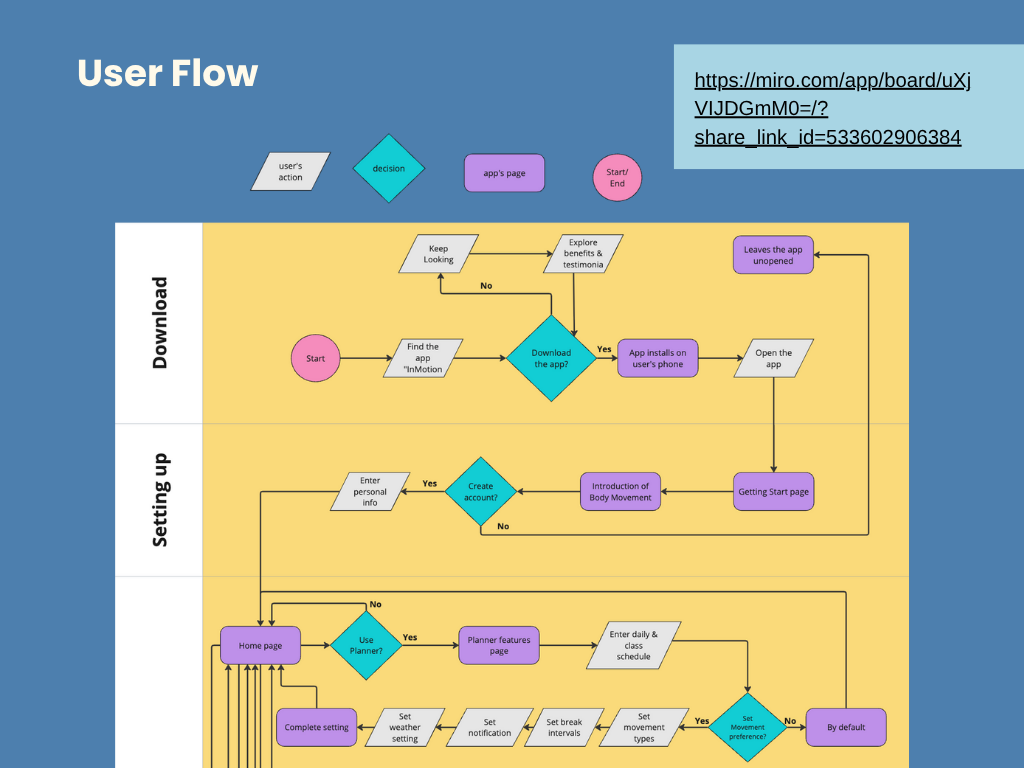 User Flow
https://miro.com/app/board/uXj
VIJDGmM0=/?
share_link_id=533602906384
user's
action
decision
app's page
Start/
End
Download
Keep
Looking
Explore
benefits &
testimonia
Leaves the app
unopened
No
Start
Find the
app
"InMotion
Download
the app?
Yes
App installs on
user's phone
Open the
app
Setting up
Enter
personal
info
Yes
Create
account?
Introduction of
Body Movement
Getting Start page
No
No
Home page
Use
Planner?
Yes
Planner features
page
Enter daily &
class
schedule
Complete setting
Set
weather
setting
Set
notification
Set break
intervals
Set
movement
types
Yes
Set
Movement
preference?
No
By default